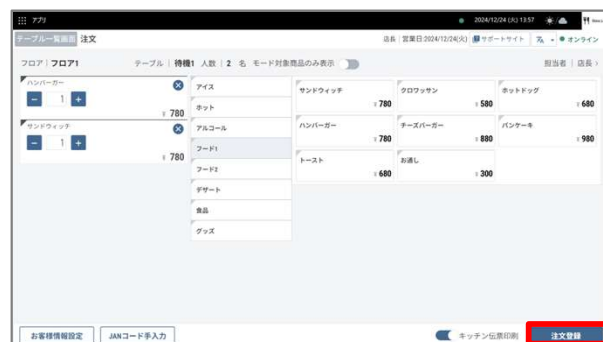 アプリ
2024/12/24 (火) 13:57
テーブル一覧画面 注文
店長 営業日:2024/12/24(火) サポートサイト オンライン
フロア フロア1 テーブル 待機1 人数 2 名 モード対象商品のみ表示 担当者 店長
ハンバーガー
1
¥ 780
サンドウィッチ
1
¥ 780
アイス
ホット
アルコール
フード1
フード2
デザート
食品
グッズ
サンドウィッチ クロワッサン ホットドッグ
¥ 780 ¥ 580 ¥ 680
ハンバーガー チーズバーガー パンケーキ
¥ 780 ¥ 880 ¥ 980
トースト お通し
¥ 680 ¥ 300
お客様情報設定 JANコード手入力 キッチン伝票印刷 注文登録